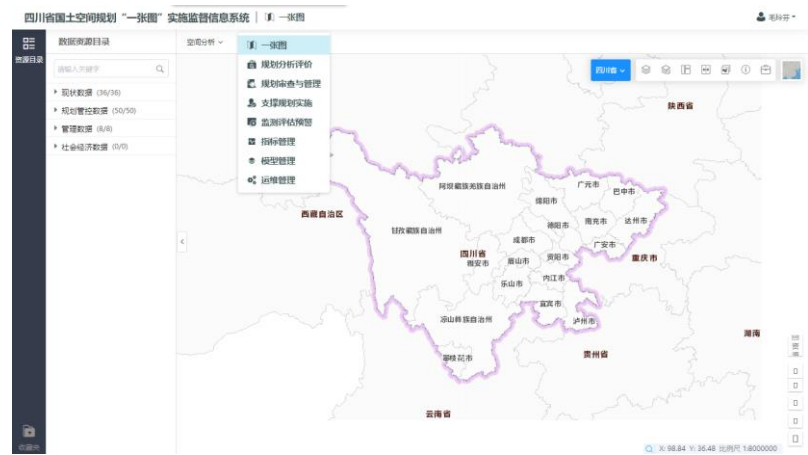 四川省国土空间规划“一张图”实施监督信息系统
一张图
资源目录
数据资源目录
请输入关键字
现状数据 (36/36)
规划管控数据 (50/50)
管理数据 (8/8)
社会经济数据 (0/0)
收藏夹
空间分析
一张图
规划分析评价
规划审查与管理
支撑规划实施
监测评估预警
指标管理
模型管理
运维管理
四川省
陕西省
阿坝藏族羌族自治州
广元市
巴中市
绵阳市
西藏自治区
甘孜藏族自治州
德阳市
南充市
达州市
成都市
广安市
四川省
雅安市
眉山市
资阳市
重庆市
乐山市
内江市
宜宾市
凉山彝族自治州
泸州市
湖南
攀枝花市
贵州省
云南省
X: 98.84 Y: 36.48 比例尺 1:8000000